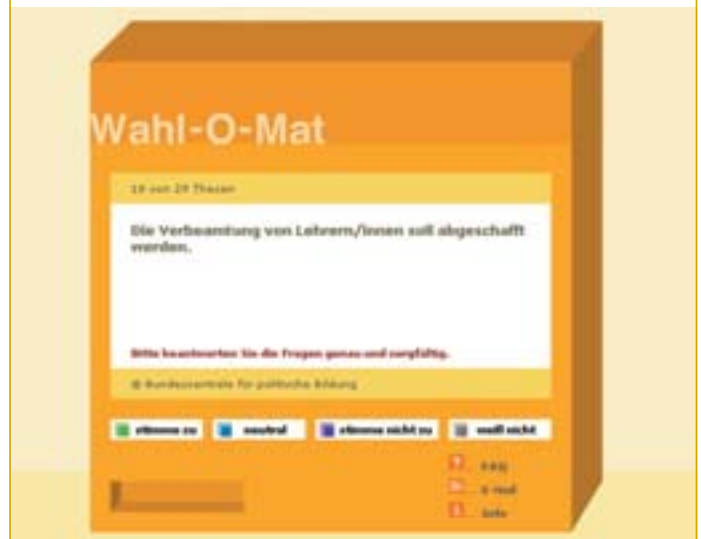 Wahl-O-Mat
18 von 29 Thesen
Die Verbeamtung von Lehrern/innen soll abgeschafft
werden.
Bitte beantworten Sie die Fragen genau und sorgfältig.
© Bundeszentrale für politische Bildung
stimme zu neutral stimme nicht zu weiß nicht
? FAQ
E-Mail
i Info